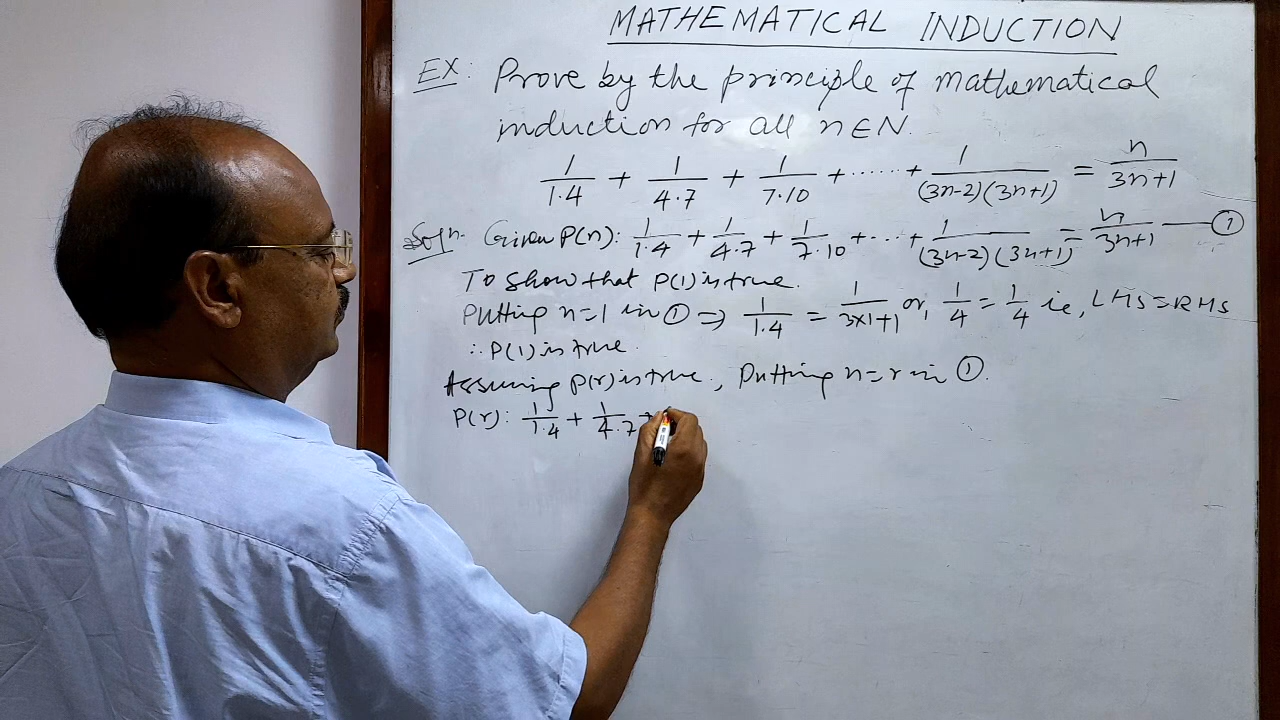 MATHEMATICAL INDUCTION
EX: Prove by the principle of mathematical
induction for all n∈N.
1/1.4 + 1/4.7 + 1/7.10 + ...... + 1/(3n-2)(3n+1) = n/3n+1
Soln. Given P(n): 1/1.4 + 1/4.7 + 1/7.10 + ... + 1/(3n-2)(3n+1) = n/3n+1 — ①
To show that P(1) is true.
Putting n=1 in ① ⇒ 1/1.4 = 1/3×1+1 or, 1/4 = 1/4 ie, LHS=RHS
∴ P(1) is true.
Assuming P(r) is true, Putting n=r in ①.
P(r): 1/1.4 + 1/4.7 +